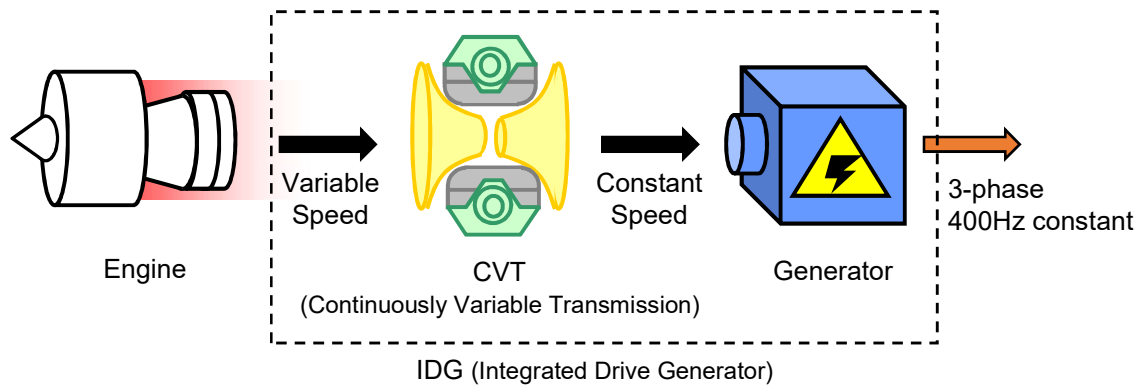 Variable
Speed
Constant
Speed
3-phase
400Hz constant
Engine
CVT
(Continuously Variable Transmission)
Generator
IDG (Integrated Drive Generator)